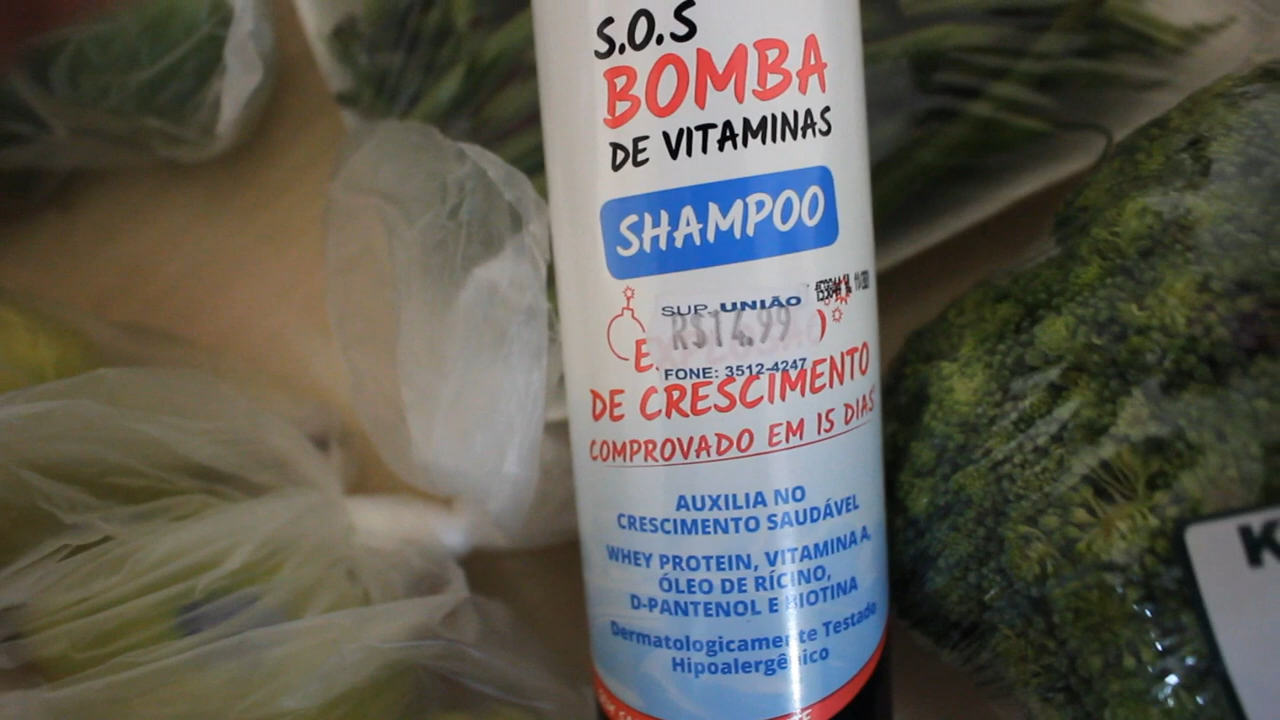 S.O.S
BOMBA
DE VITAMINAS
SHAMPOO
SUP. UNIÃO
R$14,99
FONE: 3512-4247
E
DE CRESCIMENTO
COMPROVADO EM 15 DIAS
AUXILIA NO
CRESCIMENTO SAUDÁVEL
WHEY PROTEIN, VITAMINA A,
ÓLEO DE RÍCINO,
D-PANTENOL E BIOTINA
Dermatologicamente Testado
Hipoalergênico
K